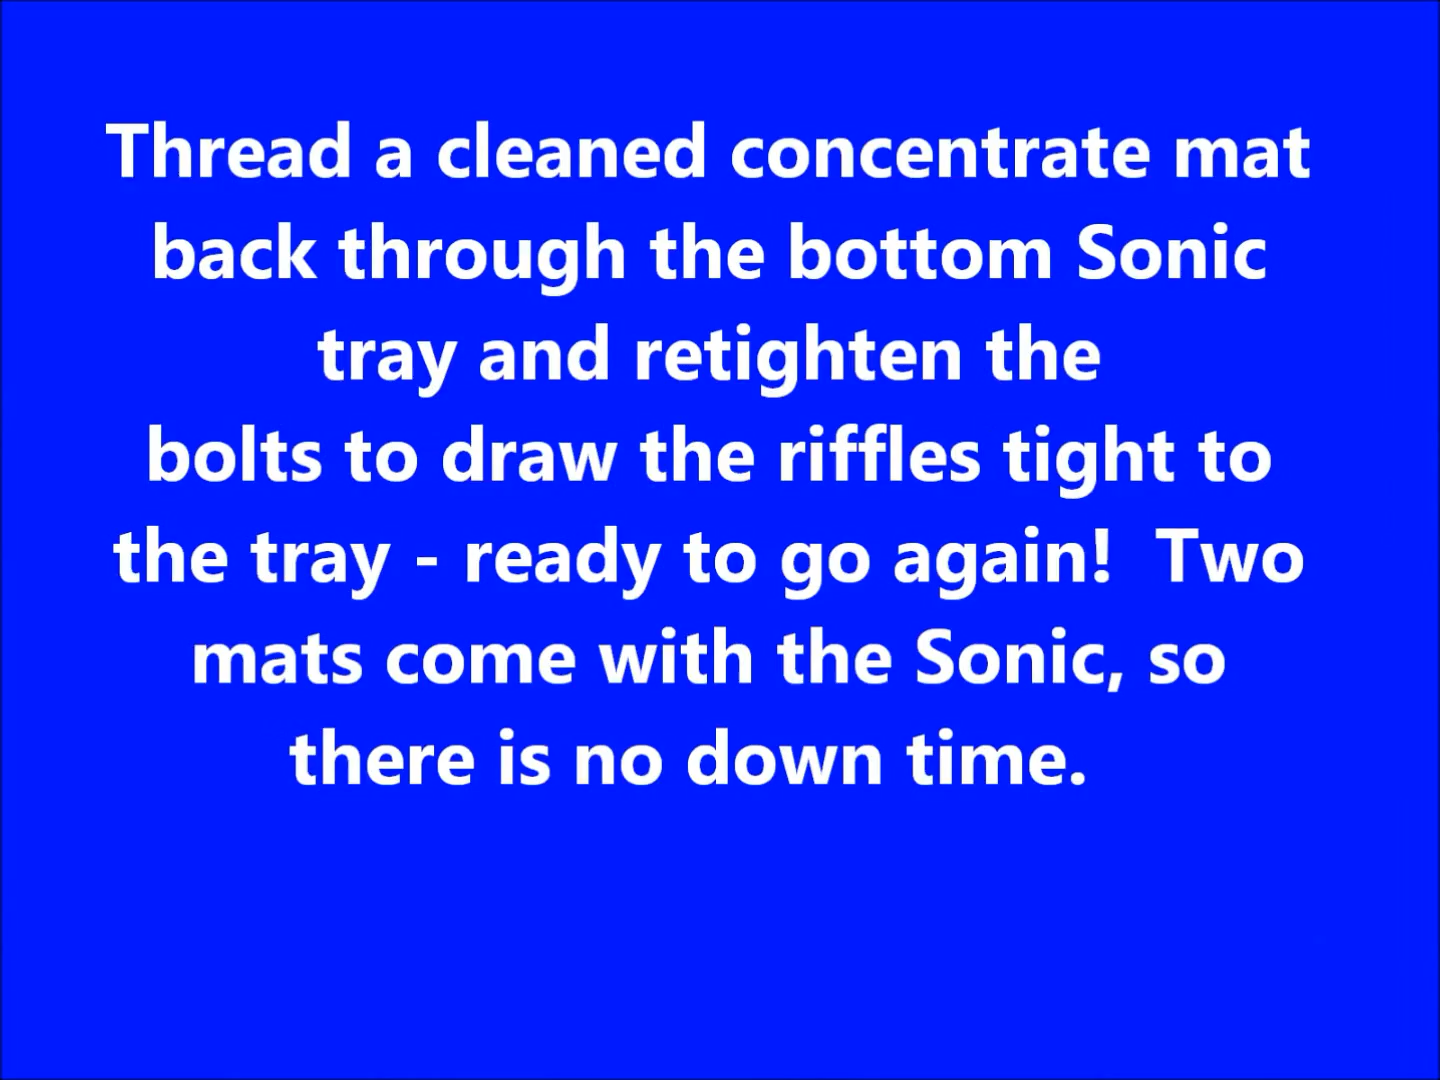 Thread a cleaned concentrate mat
back through the bottom Sonic
tray and retighten the
bolts to draw the riffles tight to
the tray - ready to go again!  Two
mats come with the Sonic, so
there is no down time.